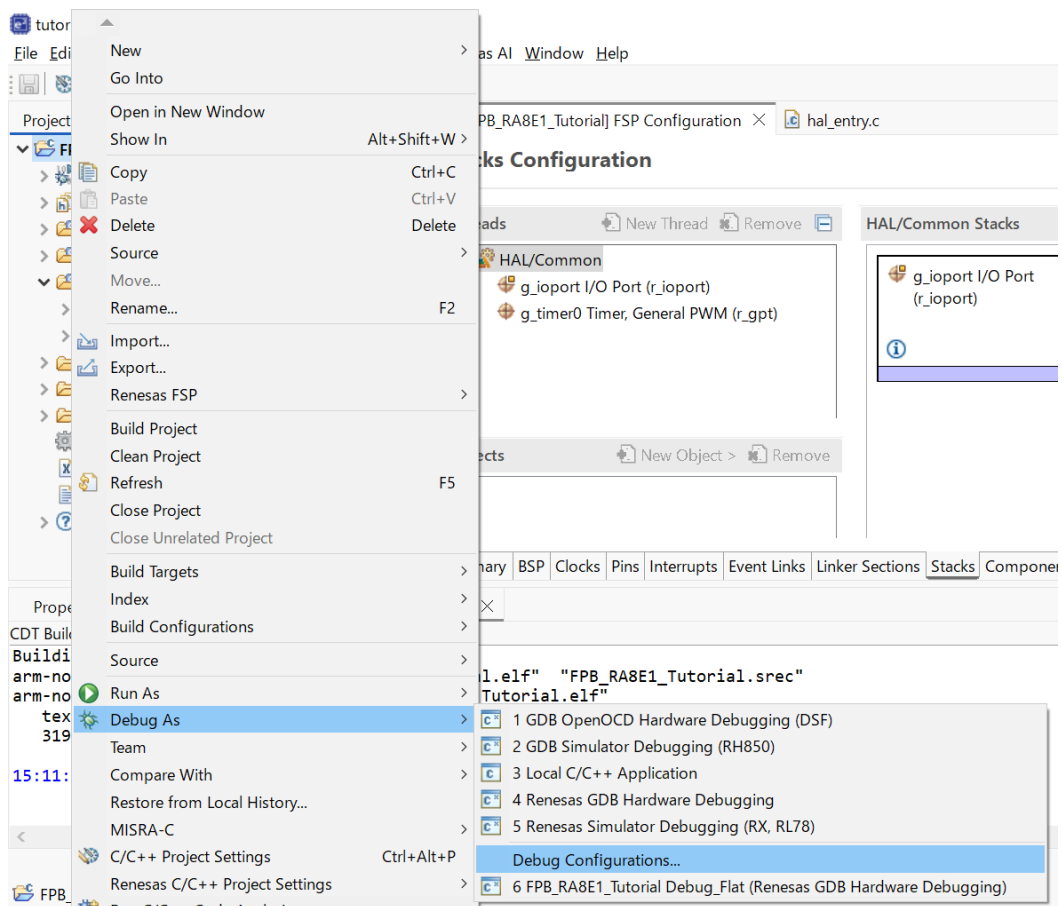 tutor
File Edi as AI Window Help
Project
PB_RA8E1_Tutorial] FSP Configuration
hal_entry.c
cks Configuration
New
Go Into
Open in New Window
Show In Alt+Shift+W
Copy Ctrl+C
Paste Ctrl+V
Delete Delete
Source
Move...
Rename... F2
Import...
Export...
Renesas FSP
Build Project
Clean Project
Refresh F5
Close Project
Close Unrelated Project
Build Targets
Index
Build Configurations
Source
Run As
Debug As
Team
Compare With
Restore from Local History...
MISRA-C
C/C++ Project Settings Ctrl+Alt+P
Renesas C/C++ Project Settings
FP
eads New Thread Remove
HAL/Common
g_ioport I/O Port (r_ioport)
g_timer0 Timer, General PWM (r_gpt)
HAL/Common Stacks
g_ioport I/O Port
(r_ioport)
ects New Object > Remove
mary BSP Clocks Pins Interrupts Event Links Linker Sections Stacks Componen
Prope
CDT Buil
Buildi
arm-no al.elf" "FPB_RA8E1_Tutorial.srec"
arm-no Tutorial.elf"
tex
319
15:11:
1 GDB OpenOCD Hardware Debugging (DSF)
2 GDB Simulator Debugging (RH850)
3 Local C/C++ Application
4 Renesas GDB Hardware Debugging
5 Renesas Simulator Debugging (RX, RL78)
Debug Configurations...
6 FPB_RA8E1_Tutorial Debug_Flat (Renesas GDB Hardware Debugging)
FPB_